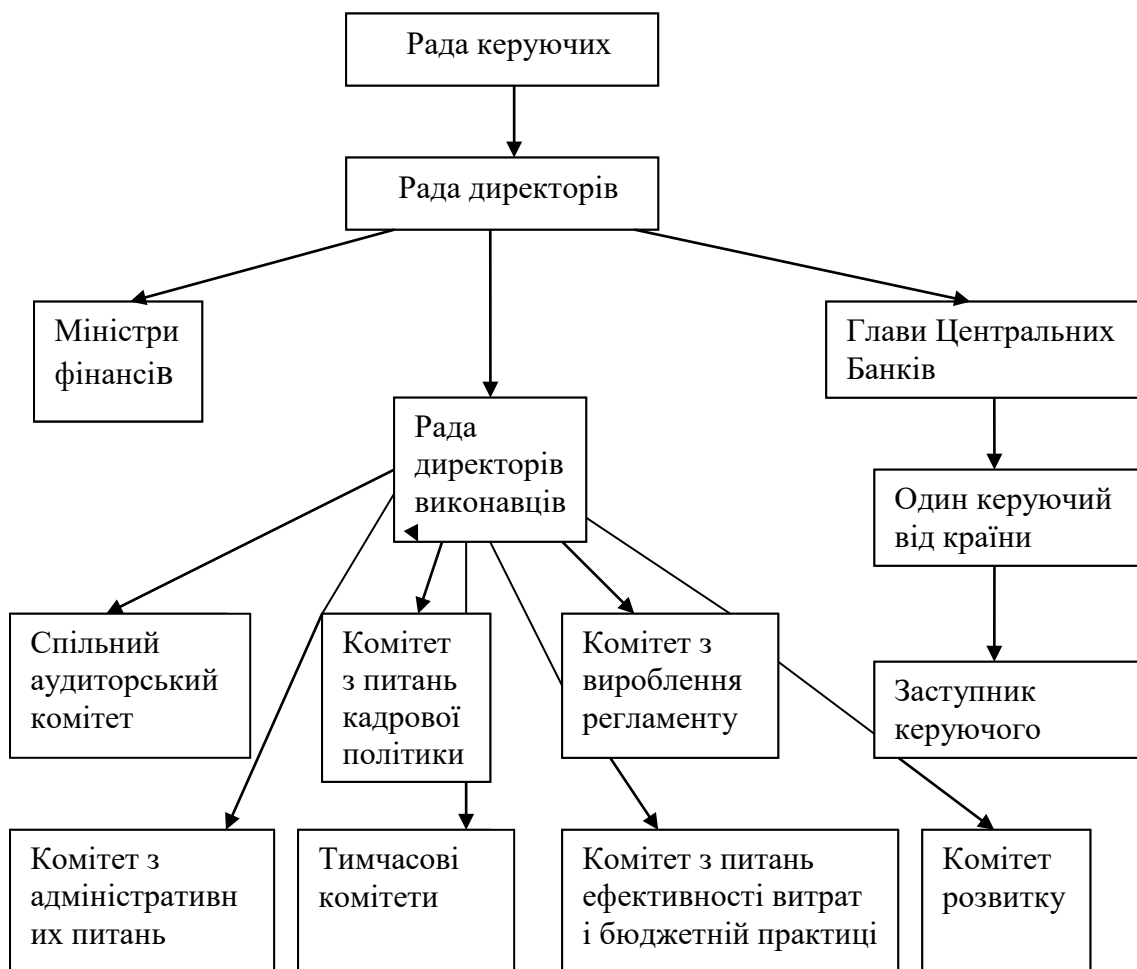 Рада керуючих
Рада директорів
Міністри
фінансів
Глави Центральних
Банків
Рада
директорів
виконавців
Один керуючий
від країни
Спільний
аудиторський
комітет
Комітет
з питань
кадрової
політики
Комітет з
вироблення
регламенту
Заступник
керуючого
Комітет з
адміністративн
их питань
Тимчасові
комітети
Комітет з питань
ефективності витрат
і бюджетній практиці
Комітет
розвитку